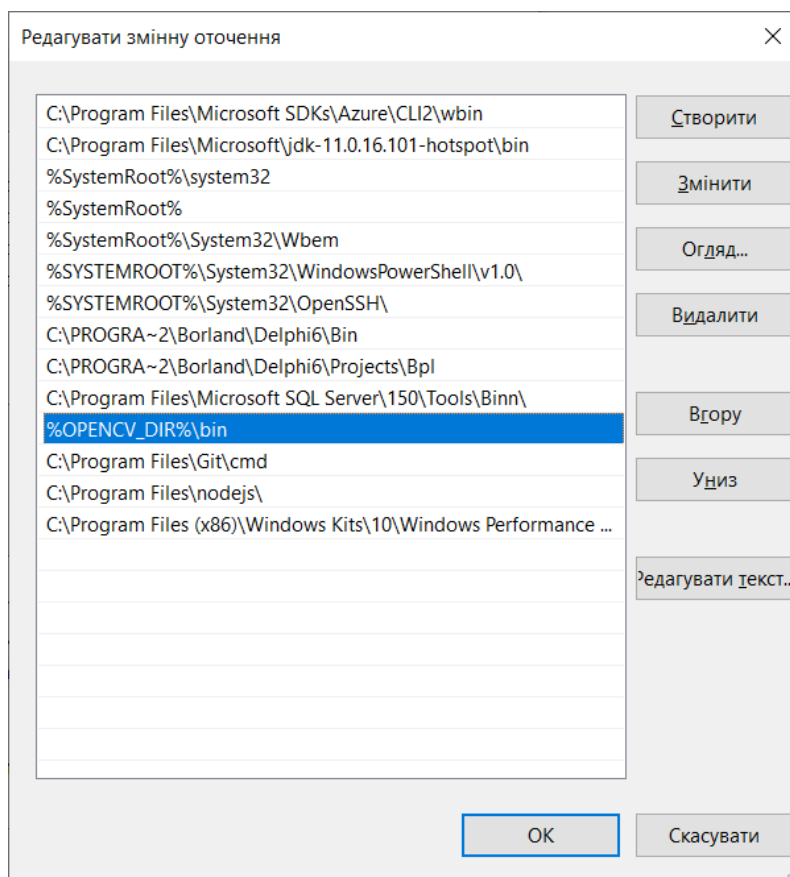 Редагувати змінну оточення
C:\Program Files\Microsoft SDKs\Azure\CLI2\wbin
C:\Program Files\Microsoft\jdk-11.0.16.101-hotspot\bin
%SystemRoot%\system32
%SystemRoot%
%SystemRoot%\System32\Wbem
%SYSTEMROOT%\System32\WindowsPowerShell\v1.0\
%SYSTEMROOT%\System32\OpenSSH\
C:\PROGRA~2\Borland\Delphi6\Bin
C:\PROGRA~2\Borland\Delphi6\Projects\Bpl
C:\Program Files\Microsoft SQL Server\150\Tools\Binn\
%OPENCV_DIR%\bin
C:\Program Files\Git\cmd
C:\Program Files\nodejs\
C:\Program Files (x86)\Windows Kits\10\Windows Performance ...
Створити
Змінити
Огляд...
Видалити
Вгору
Униз
Редагувати текст..
OK
Скасувати